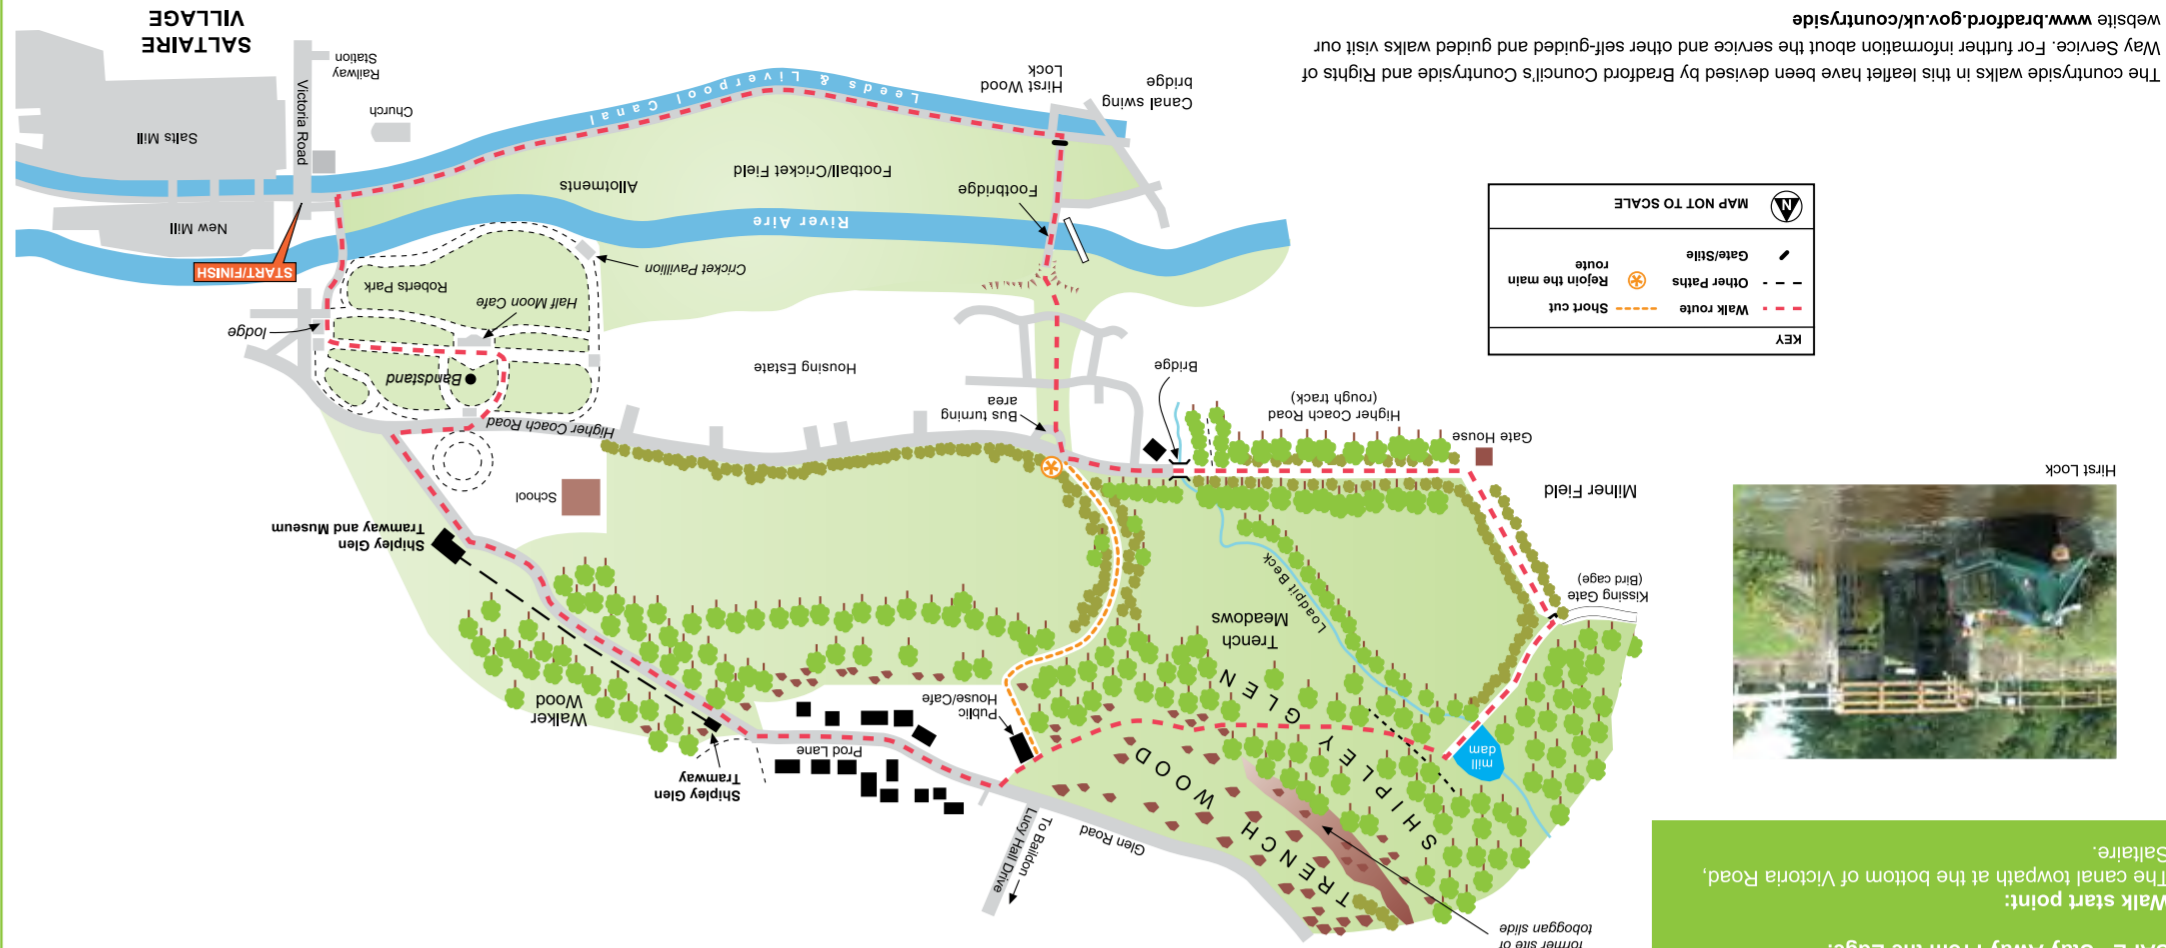 Stay Away From the Edge!
Walk start point:
The canal towpath at the bottom of Victoria Road,
Saltaire.
former site of
toboggan slide
TRENCH
WOOD
SHIPLEY
GLEN
Glen Road
To Baildon
Lucy Hall Drive
mill
dam
Prod Lane
Shipley Glen
Tramway
Public
House/Cafe
Walker
Wood
Trench
Meadows
Loadpit Beck
Kissing Gate
(Bird cage)
Shipley Glen
Tramway and Museum
School
Milner Field
Hirst Lock
Gate House
Higher Coach Road
(rough track)
Bridge
Bus turning
area
Higher Coach Road
Housing Estate
Bandstand
Half Moon Cafe
lodge
Roberts Park
Cricket Pavillion
START/FINISH
KEY
Walk route
Short cut
Other Paths
Rejoin the main
route
Gate/Stile
N
MAP NOT TO SCALE
River Aire
New Mill
Footbridge
Allotments
Football/Cricket Field
Salts Mill
Victoria Road
Church
Leeds & Liverpool Canal
Canal swing
bridge
Hirst Wood
Lock
Railway
Station
SALTAIRE
VILLAGE
The countryside walks in this leaflet have been devised by Bradford Council's Countryside and Rights of
Way Service. For further information about the service and other self-guided and guided walks visit our
website www.bradford.gov.uk/countryside